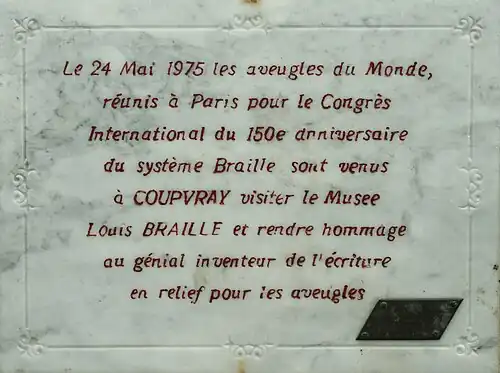 Le 24 Mai 1975 les aveugles du Monde,
réunis à Paris pour le Congrès
International du 150e anniversaire
du système Braille sont venus
à COUPVRAY visiter le Musee
Louis BRAILLE et rendre hommage
au génial inventeur de l'écriture
en relief pour les aveugles